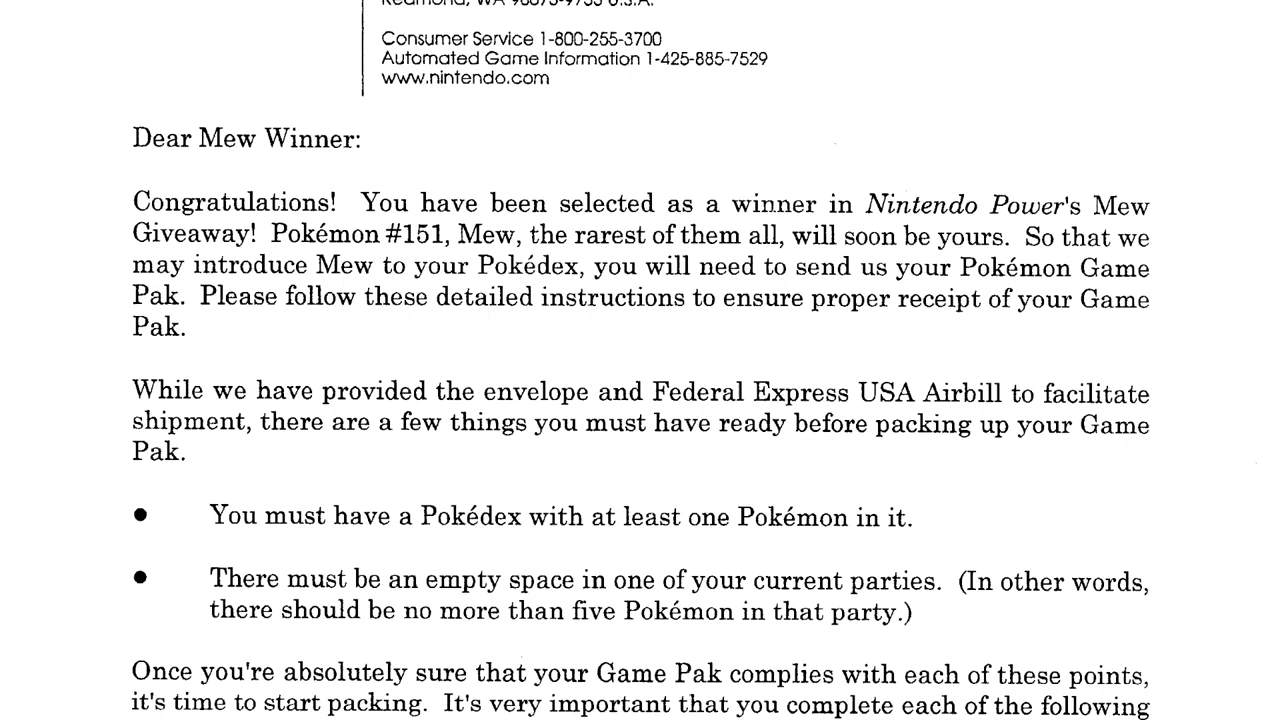 Redmond, WA 98073-9733 U.S.A.
Consumer Service 1-800-255-3700
Automated Game Information 1-425-885-7529
www.nintendo.com
Dear Mew Winner:
Congratulations!  You have been selected as a winner in Nintendo Power's Mew
Giveaway!  Pokémon #151, Mew, the rarest of them all, will soon be yours.  So that we
may introduce Mew to your Pokédex, you will need to send us your Pokémon Game
Pak.  Please follow these detailed instructions to ensure proper receipt of your Game
Pak.
While we have provided the envelope and Federal Express USA Airbill to facilitate
shipment, there are a few things you must have ready before packing up your Game
Pak.
● You must have a Pokédex with at least one Pokémon in it.
● There must be an empty space in one of your current parties.  (In other words,
there should be no more than five Pokémon in that party.)
Once you're absolutely sure that your Game Pak complies with each of these points,
it's time to start packing.  It's very important that you complete each of the following